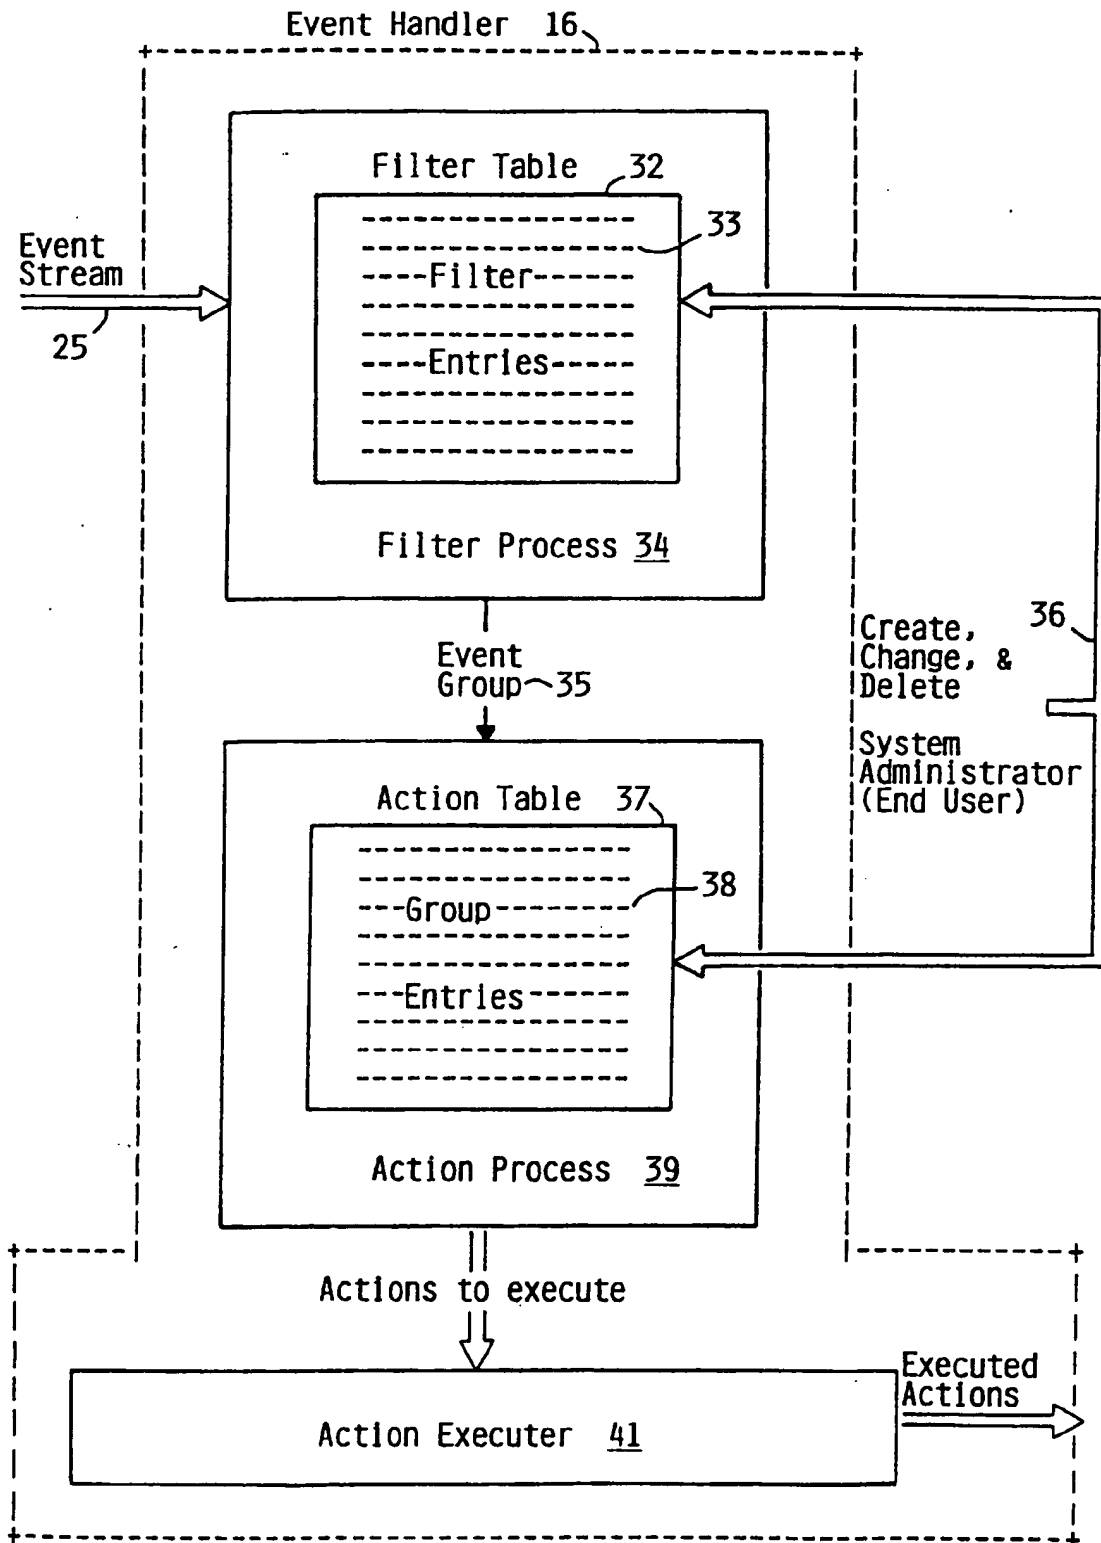 Event Handler 16
Filter Table 32
33
Event
Stream
25
Filter
Entries
Filter Process 34
Event
Group 35
Create,
Change, &
Delete
36
System
Administrator
(End User)
Action Table 37
38
Group
Entries
Action Process 39
Actions to execute
Executed
Actions
Action Executer 41